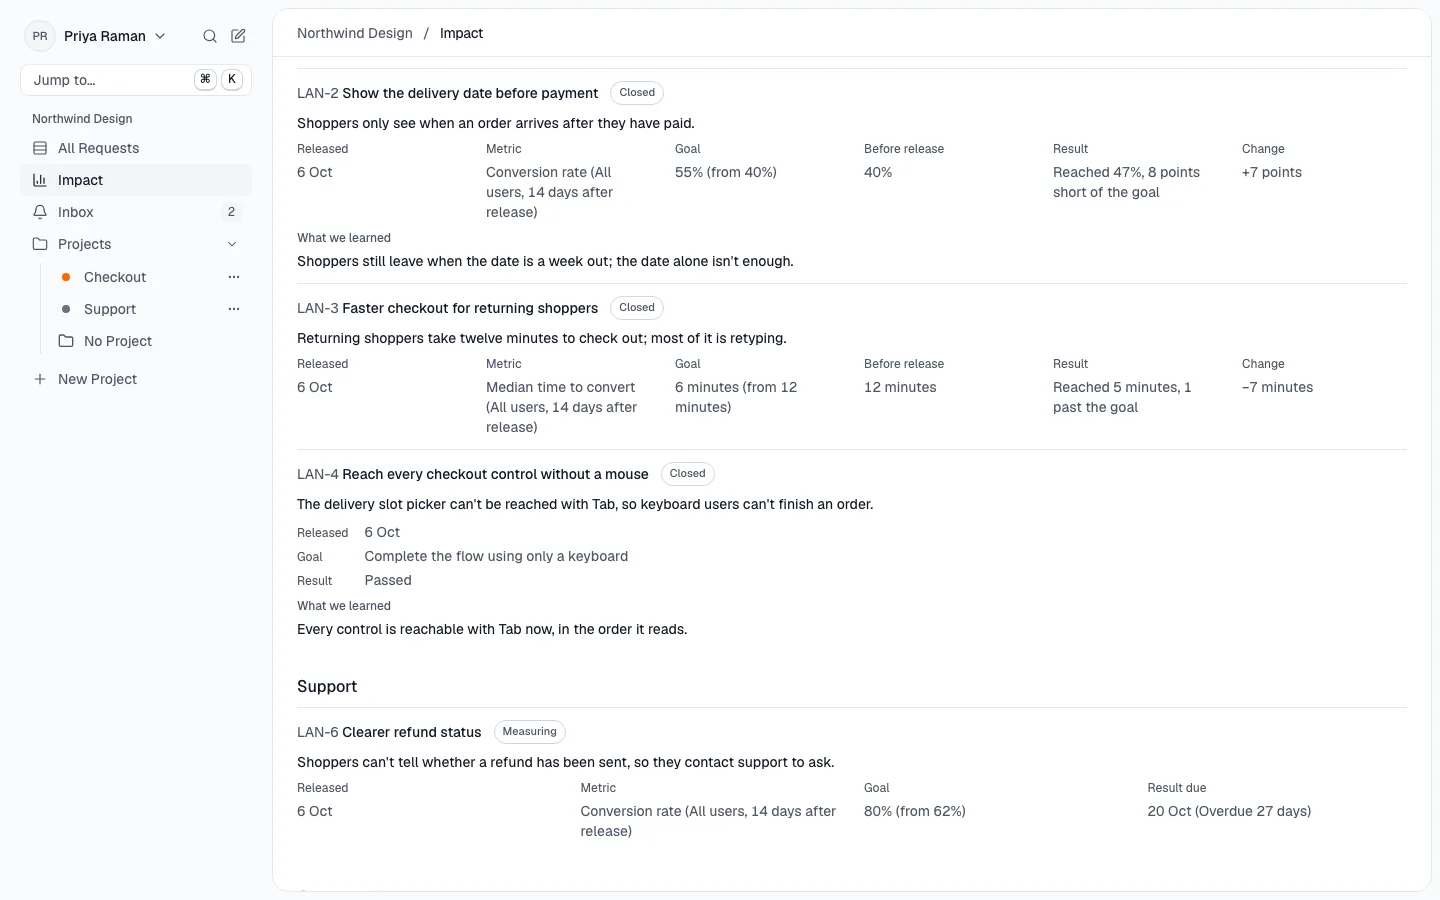 PR Priya Raman
Jump to... ⌘ K
Northwind Design
All Requests
Impact
Inbox 2
Projects
Checkout
Support
No Project
New Project
Northwind Design / Impact
LAN-2 Show the delivery date before payment Closed
Shoppers only see when an order arrives after they have paid.
Released Metric Goal Before release Result Change
6 Oct Conversion rate (All 55% (from 40%) 40% Reached 47%, 8 points +7 points
users, 14 days after short of the goal
release)
What we learned
Shoppers still leave when the date is a week out; the date alone isn't enough.
LAN-3 Faster checkout for returning shoppers Closed
Returning shoppers take twelve minutes to check out; most of it is retyping.
Released Metric Goal Before release Result Change
6 Oct Median time to convert 6 minutes (from 12 12 minutes Reached 5 minutes, 1 −7 minutes
(All users, 14 days after minutes) past the goal
release)
LAN-4 Reach every checkout control without a mouse Closed
The delivery slot picker can't be reached with Tab, so keyboard users can't finish an order.
Released 6 Oct
Goal Complete the flow using only a keyboard
Result Passed
What we learned
Every control is reachable with Tab now, in the order it reads.
Support
LAN-6 Clearer refund status Measuring
Shoppers can't tell whether a refund has been sent, so they contact support to ask.
Released Metric Goal Result due
6 Oct Conversion rate (All users, 14 days after 80% (from 62%) 20 Oct (Overdue 27 days)
release)